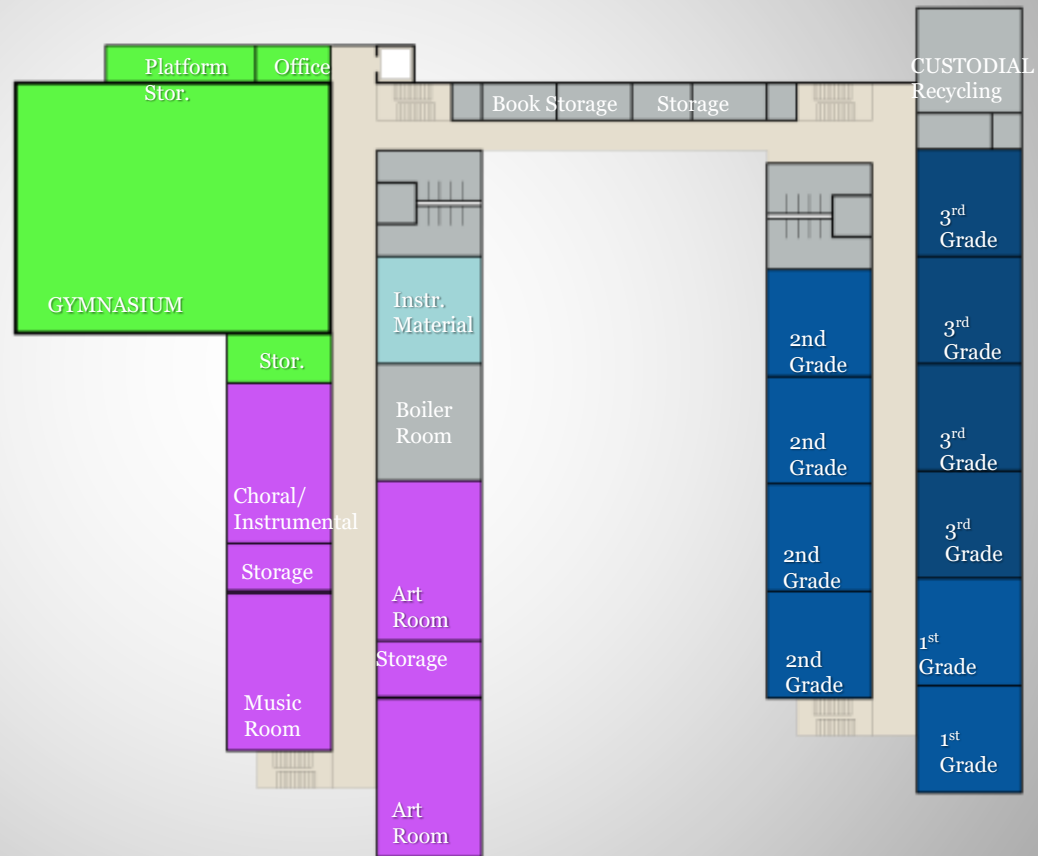 Platform
Stor.
Office
Book Storage
Storage
CUSTODIAL
Recycling
GYMNASIUM
Stor.
Choral/
Instrumental
Storage
Music
Room
Instr.
Material
Boiler
Room
Art
Room
Storage
Art
Room
2nd
Grade
2nd
Grade
2nd
Grade
2nd
Grade
3rd
Grade
3rd
Grade
3rd
Grade
3rd
Grade
1st
Grade
1st
Grade